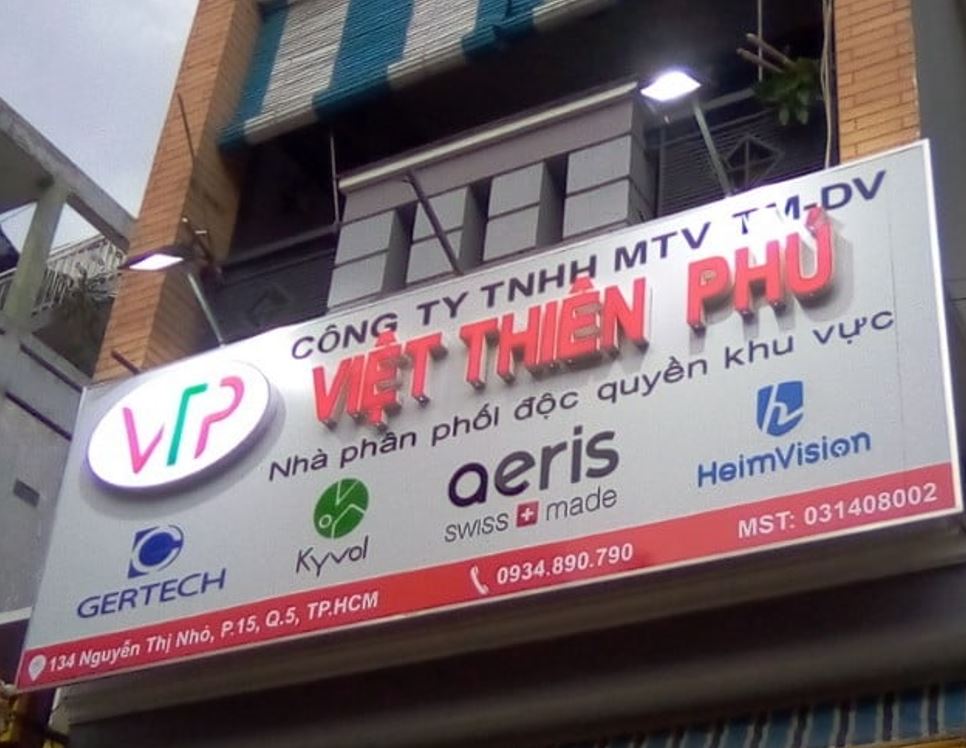 CÔNG TY TNHH MTV TM-DV
VIỆT THIÊN PHÚ
VTP
Nhà phân phối độc quyền khu vực
GERTECH
Kyvol
aeris
swiss made
HeimVision
134 Nguyễn Thị Nhỏ, P.15, Q.5, TP.HCM
0934.890.790
MST: 031408002